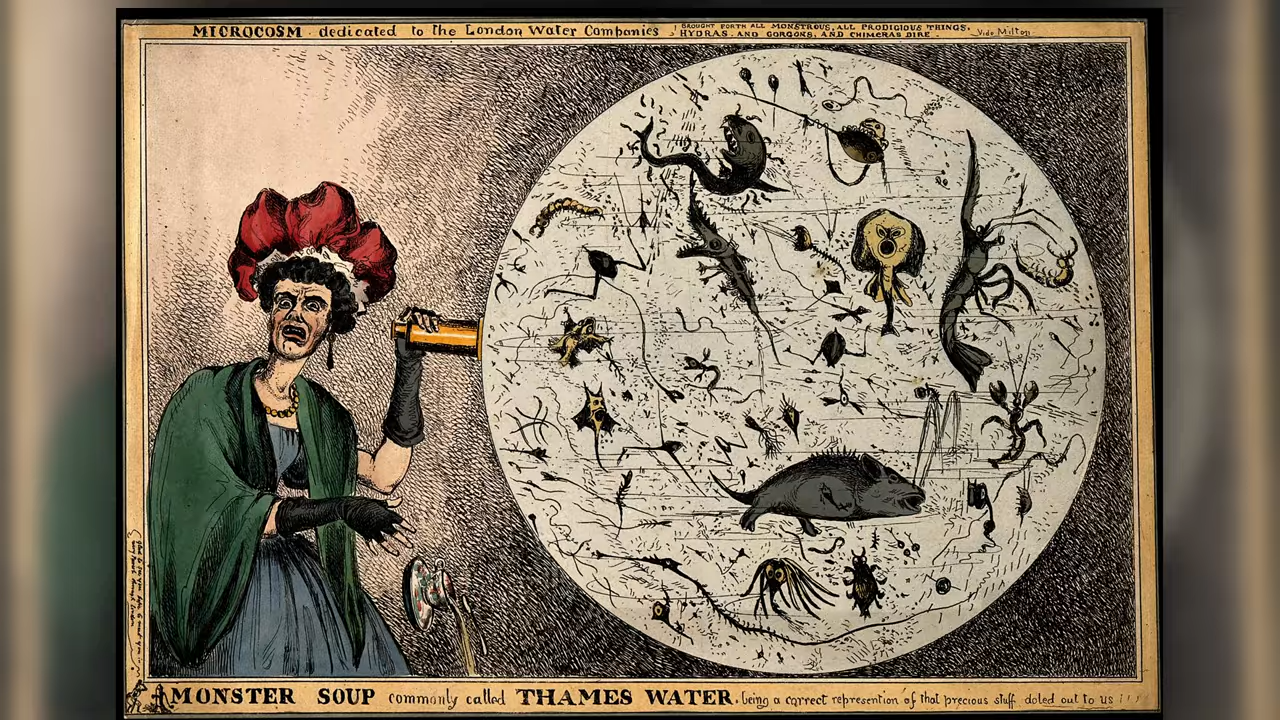 MICROCOSM dedicated to the London Water Companies
BROUGHT FORTH ALL MONSTROUS, ALL PRODIGIOUS THINGS,
HYDRAS, AND GORGONS, AND CHIMERAS DIRE. Vide Milton
MONSTER SOUP commonly called THAMES WATER. being a correct represention of that precious stuff doled out to us !!!